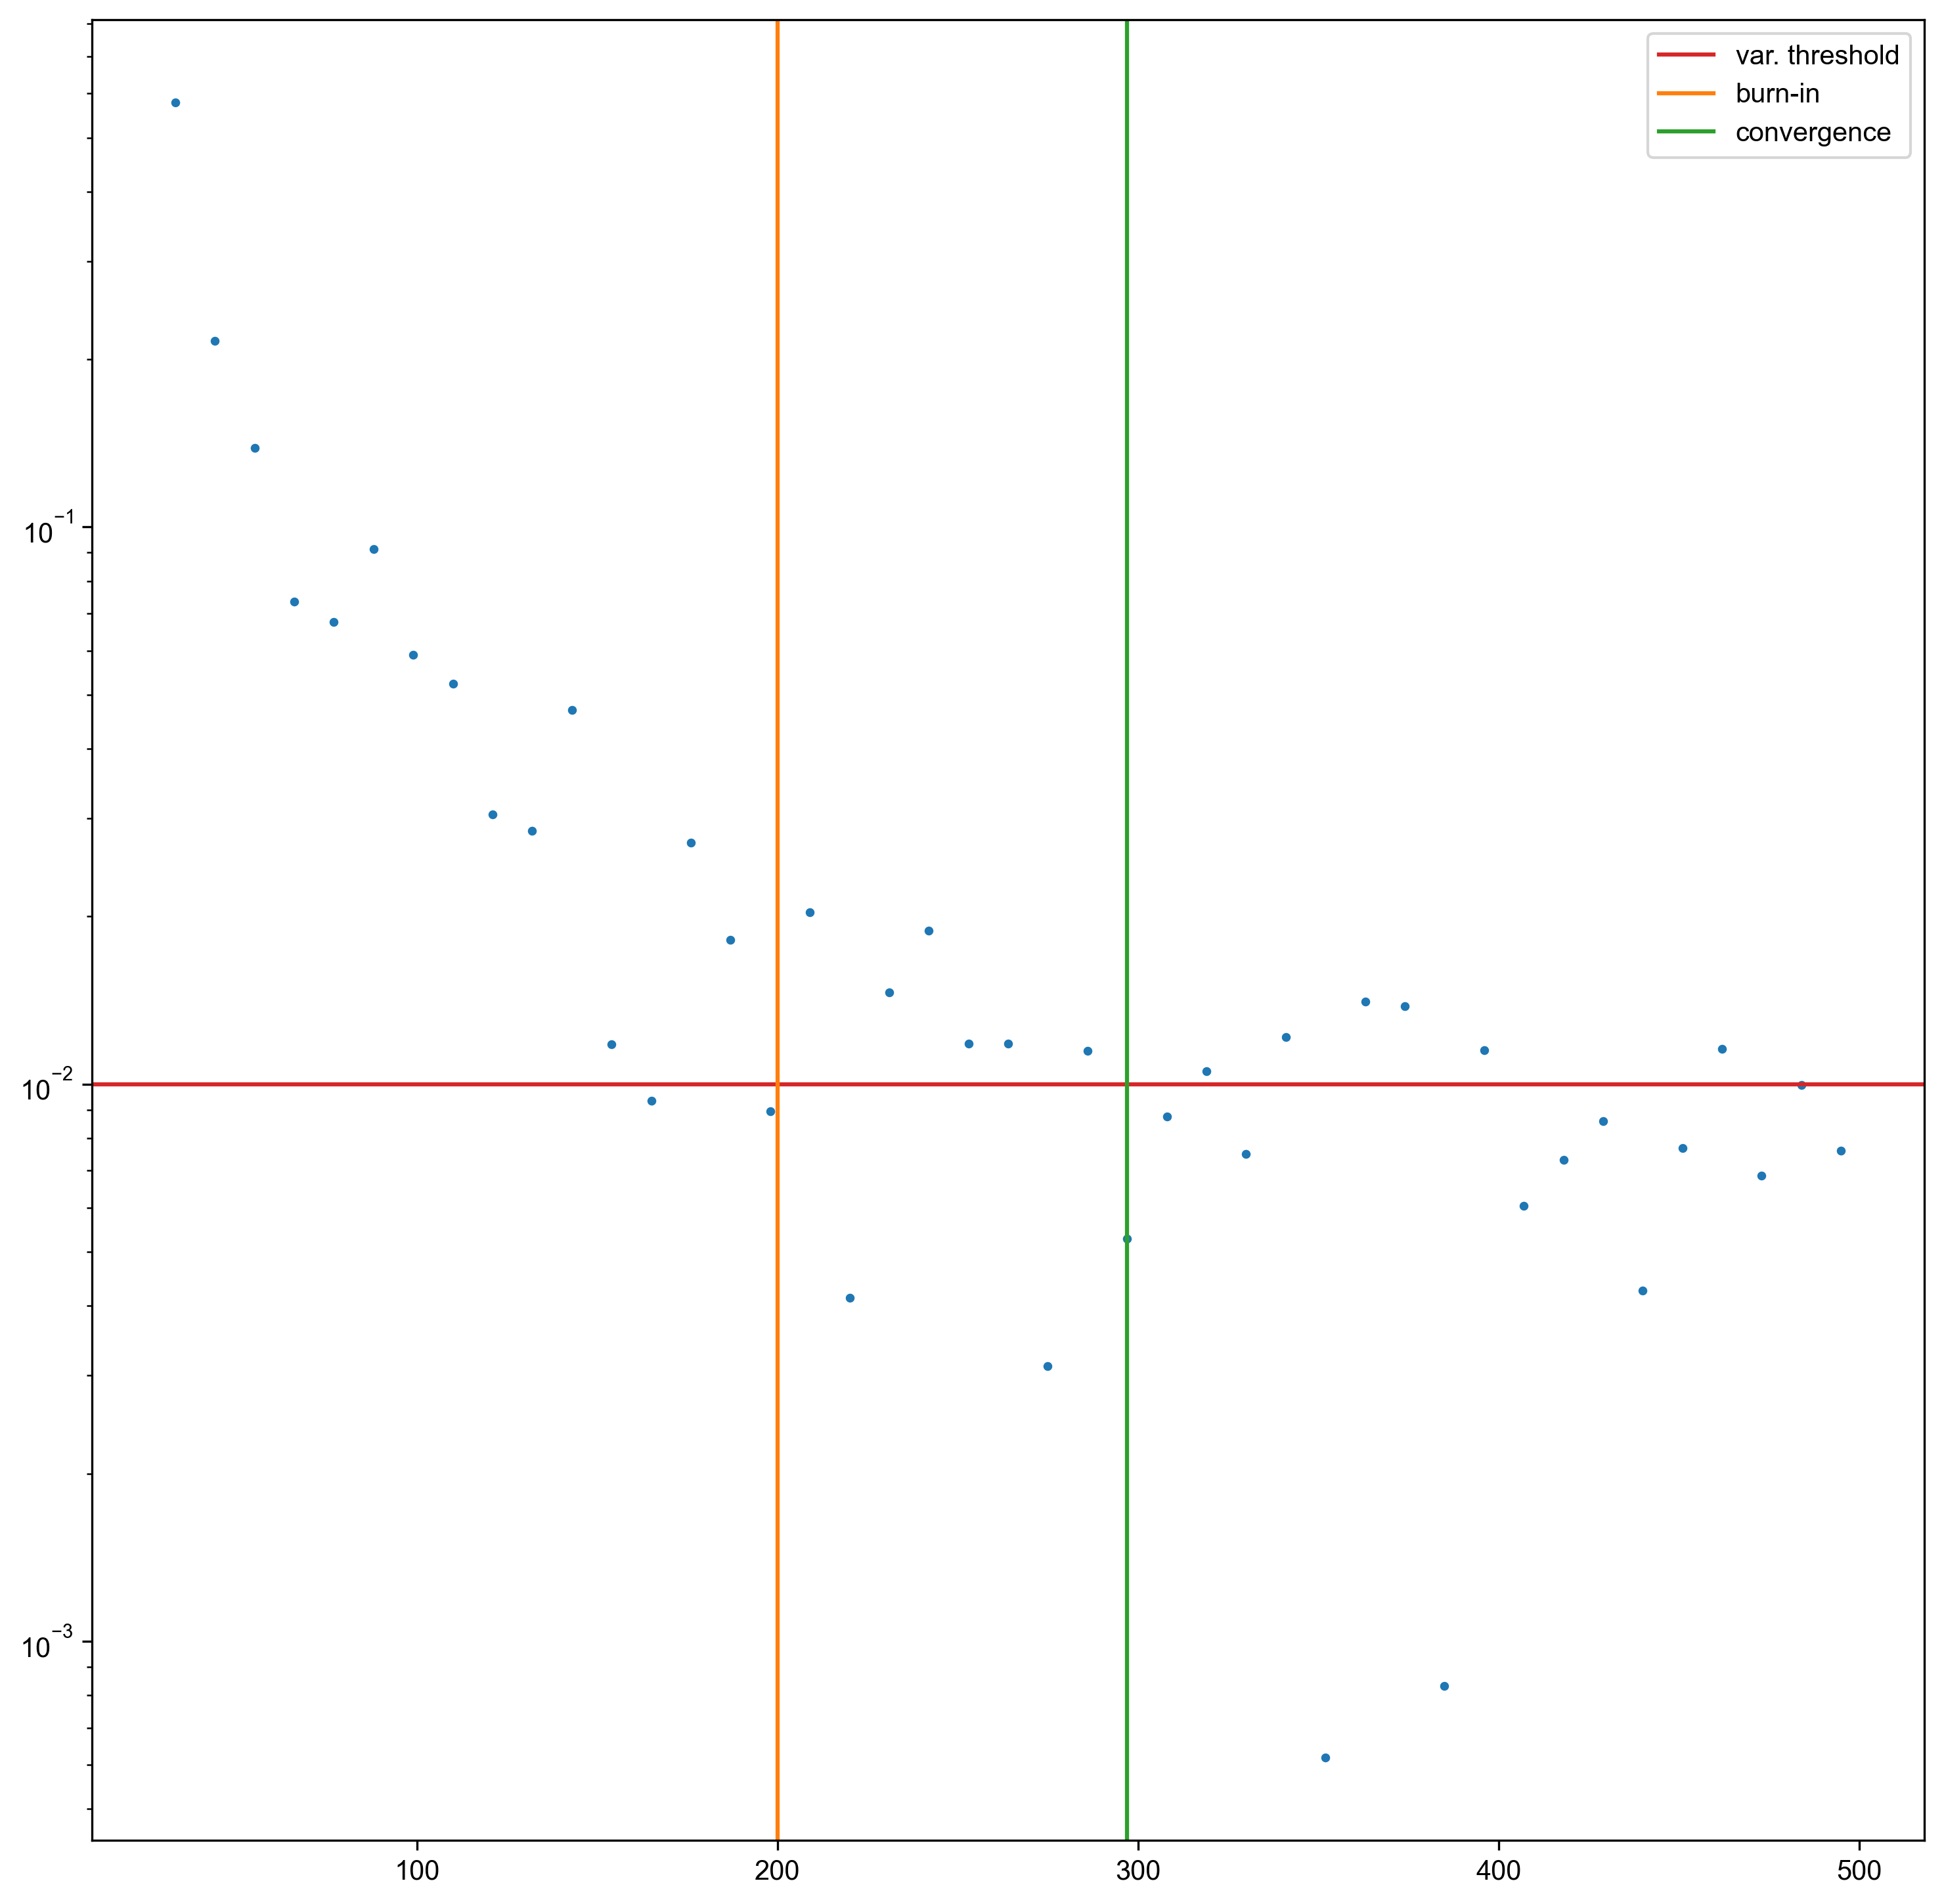 var. threshold
burn-in
convergence
10⁻¹
10⁻²
10⁻³
100 200 300 400 500